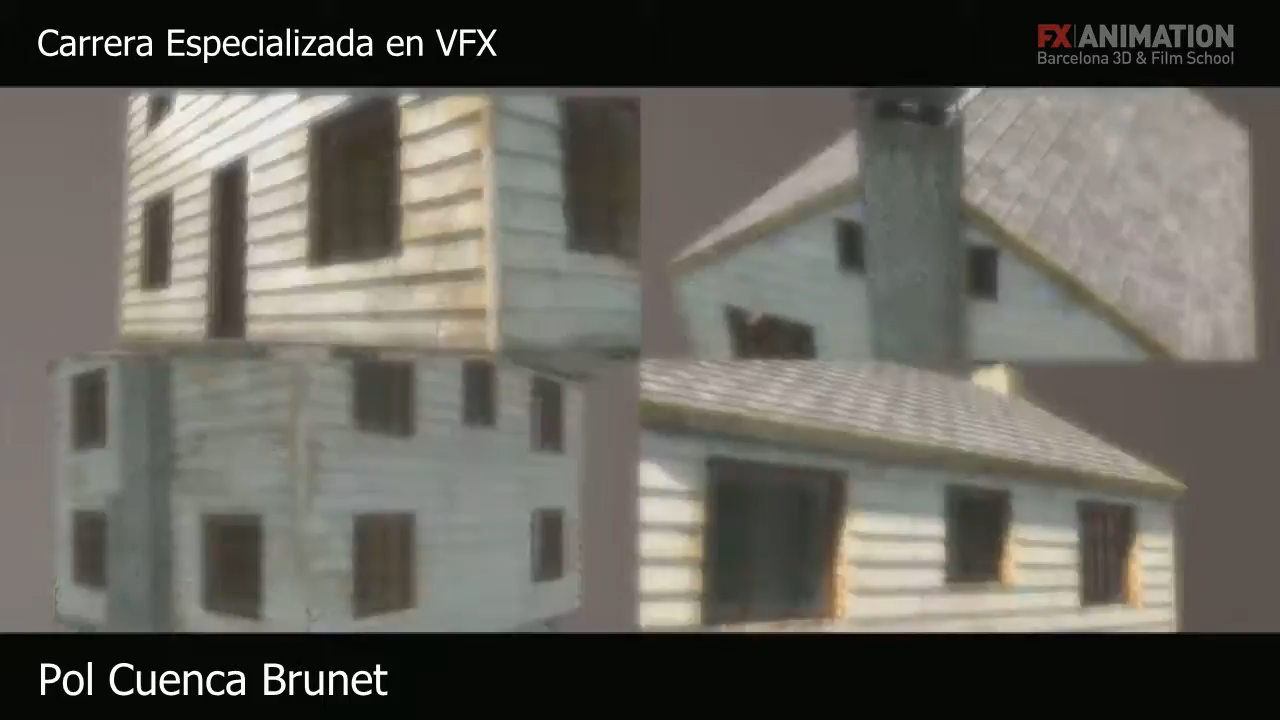 Carrera Especializada en VFX
FX|ANIMATION
Barcelona 3D & Film School
Pol Cuenca Brunet